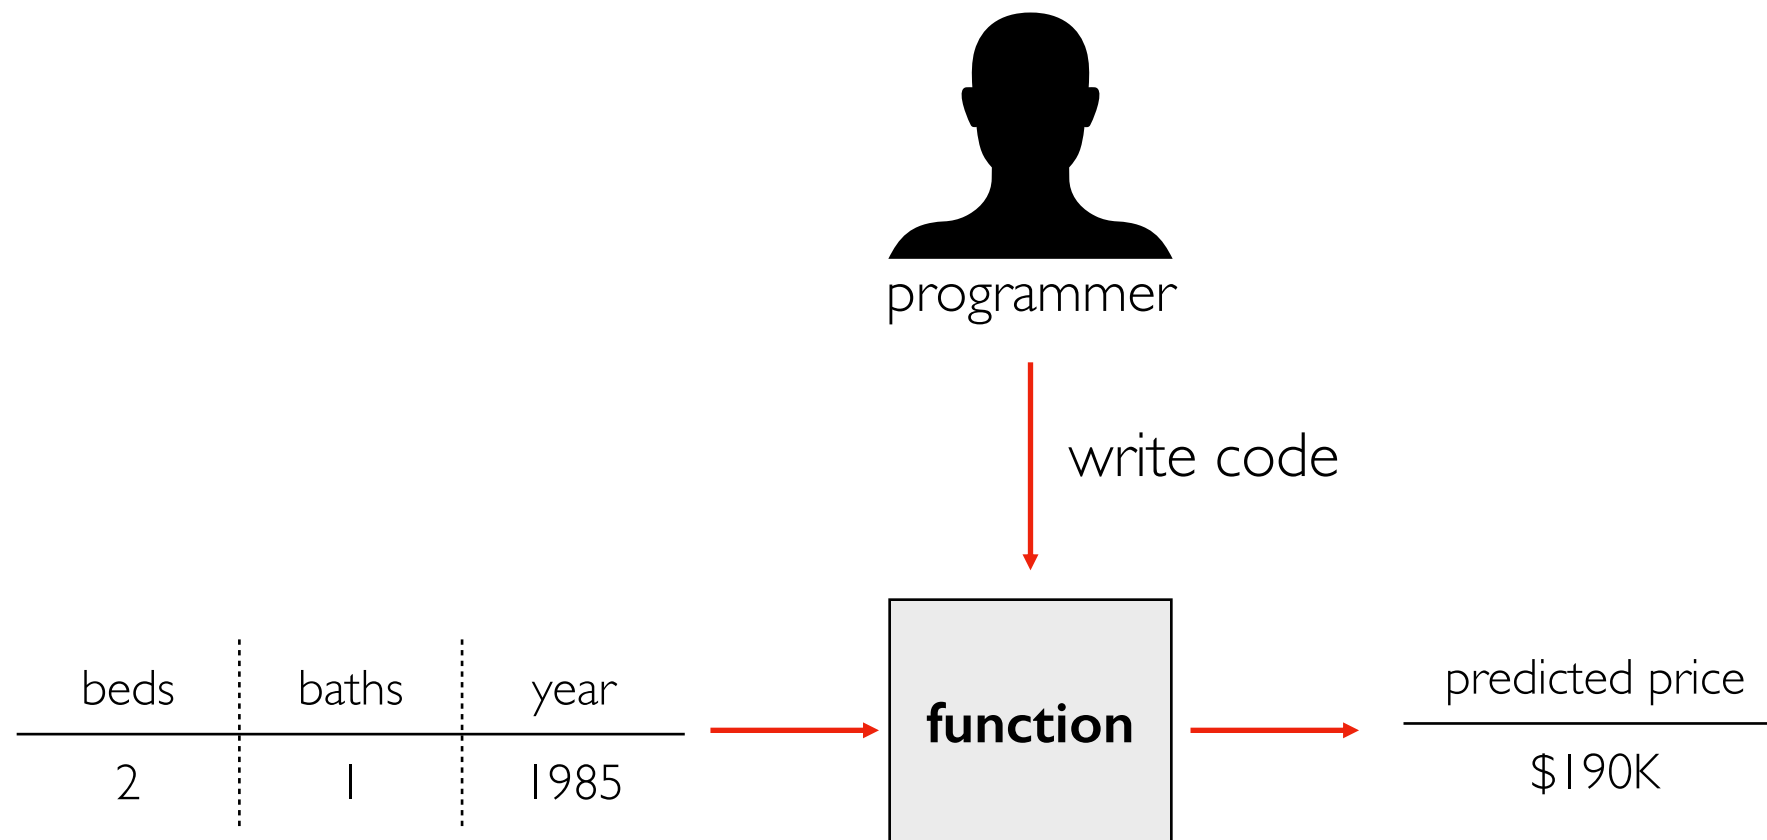 programmer
write code
beds baths year
2 1 1985
function
predicted price
$190K